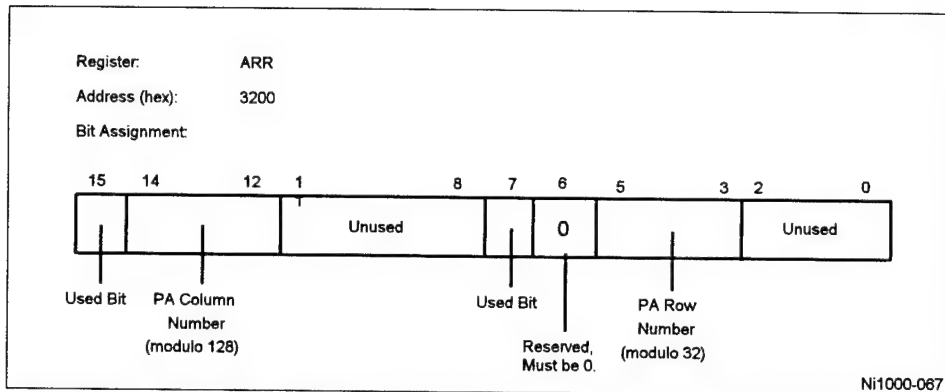 Register: ARR
Address (hex): 3200
Bit Assignment:
15 14 12 1 8 7 6 5 3 2 0
Unused 0 Unused
Used Bit PA Column Number (modulo 128) Used Bit Reserved, Must be 0. PA Row Number (modulo 32)
Ni1000-067